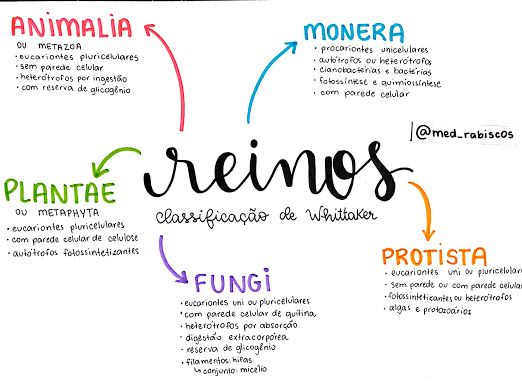 ANIMALIA
OU METAZOA
• eucariontes pluricelulares
• sem parede celular
• heterótrofos por ingestão
• com reserva de glicogênio
MONERA
• procariontes unicelulares
• autótrofos ou heterótrofos
• cianobactérias e bactérias
• fotossíntese e quimiossíntese
• com parede celular
@med_rabiscos
reinos
classificação de Whittaker
PLANTAE
OU METAPHYTA
• eucariontes pluricelulares
• com parede celular de celulose
• autótrofos fotossintetizantes
FUNGI
• eucariontes uni ou pluricelulares
• com parede celular de quitina
• heterótrofos por absorção
• digestão extracorpórea
• reserva de glicogênio
• filamentos: hifas
↳ conjunto: micélio
PROTISTA
• eucariontes uni ou pluricelular
• sem parede ou com parede celula
• fotossinteticantes ou heterótrofos
• algas e protozoários